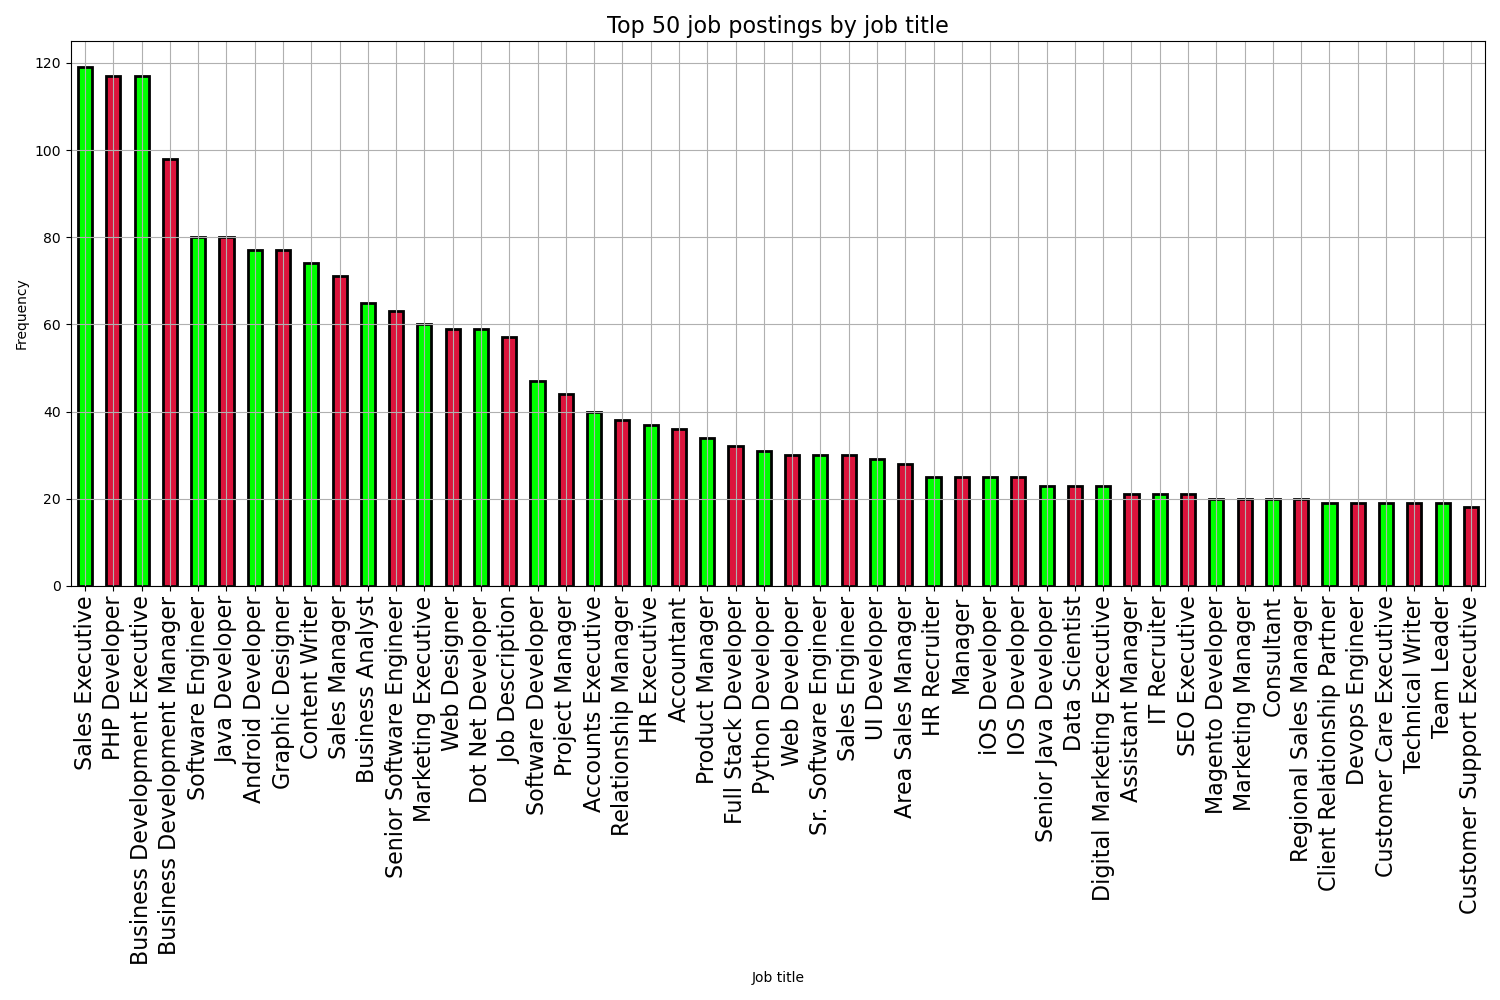 Top 50 job postings by job title
120
100
80
60
40
20
0
Frequency
Sales Executive
PHP Developer
Business Development Executive
Business Development Manager
Software Engineer
Java Developer
Android Developer
Graphic Designer
Content Writer
Sales Manager
Business Analyst
Senior Software Engineer
Marketing Executive
Web Designer
Dot Net Developer
Job Description
Software Developer
Project Manager
Accounts Executive
Relationship Manager
HR Executive
Accountant
Product Manager
Full Stack Developer
Python Developer
Web Developer
Sr. Software Engineer
Sales Engineer
UI Developer
Area Sales Manager
HR Recruiter
Manager
iOS Developer
IOS Developer
Senior Java Developer
Data Scientist
Digital Marketing Executive
Assistant Manager
IT Recruiter
SEO Executive
Magento Developer
Marketing Manager
Consultant
Regional Sales Manager
Client Relationship Partner
Devops Engineer
Customer Care Executive
Technical Writer
Team Leader
Customer Support Executive
Job title